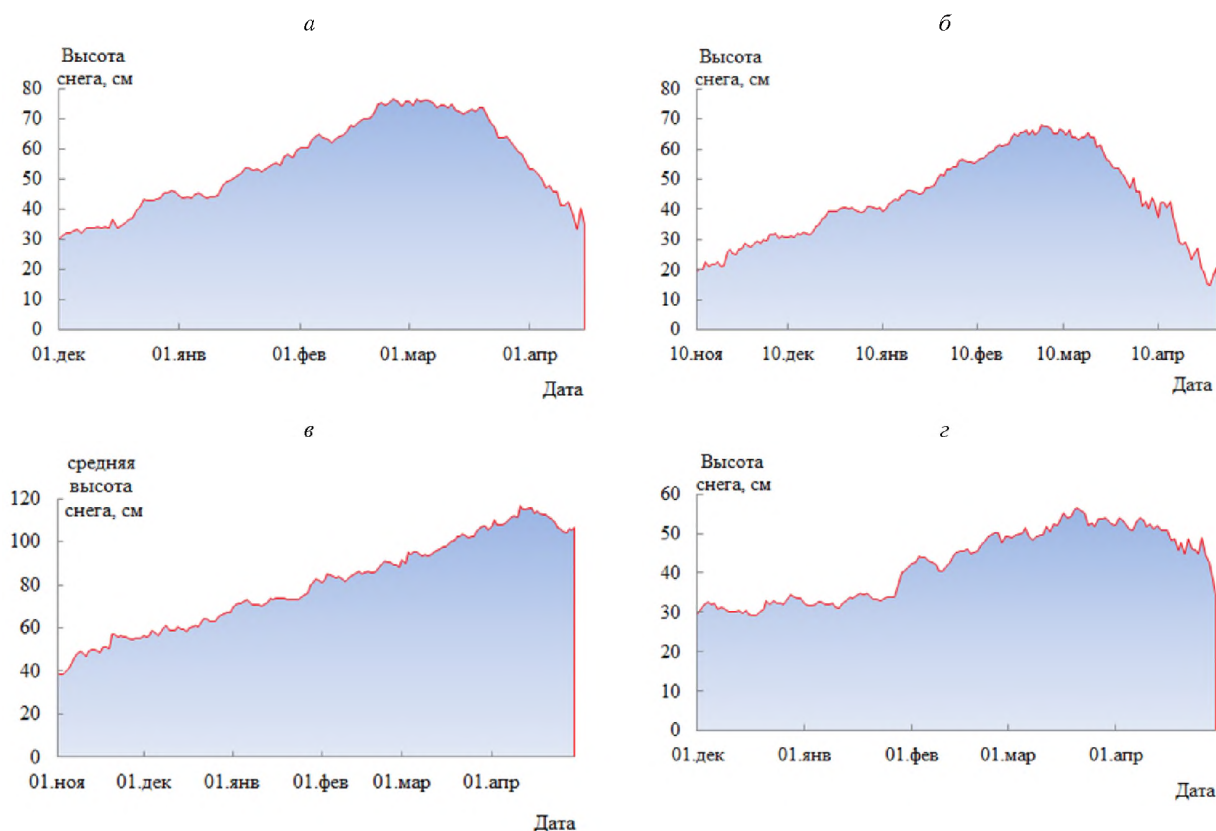 а
Высота
снега, см
80
70
60
50
40
30
20
10
0
01.дек
01.янв
01.фев
01.мар
01.апр
Дата
б
Высота
снега, см
80
70
60
50
40
30
20
10
0
10.ноя
10.дек
10.янв
10.фев
10.мар
10.апр
Дата
в
средняя
высота
снега, см
120
100
80
60
40
20
0
01.ноя
01.дек
01.янв
01.фев
01.мар
01.апр
Дата
г
Высота
снега, см
60
50
40
30
20
10
0
01.дек
01.янв
01.фев
01.мар
01.апр
Дата